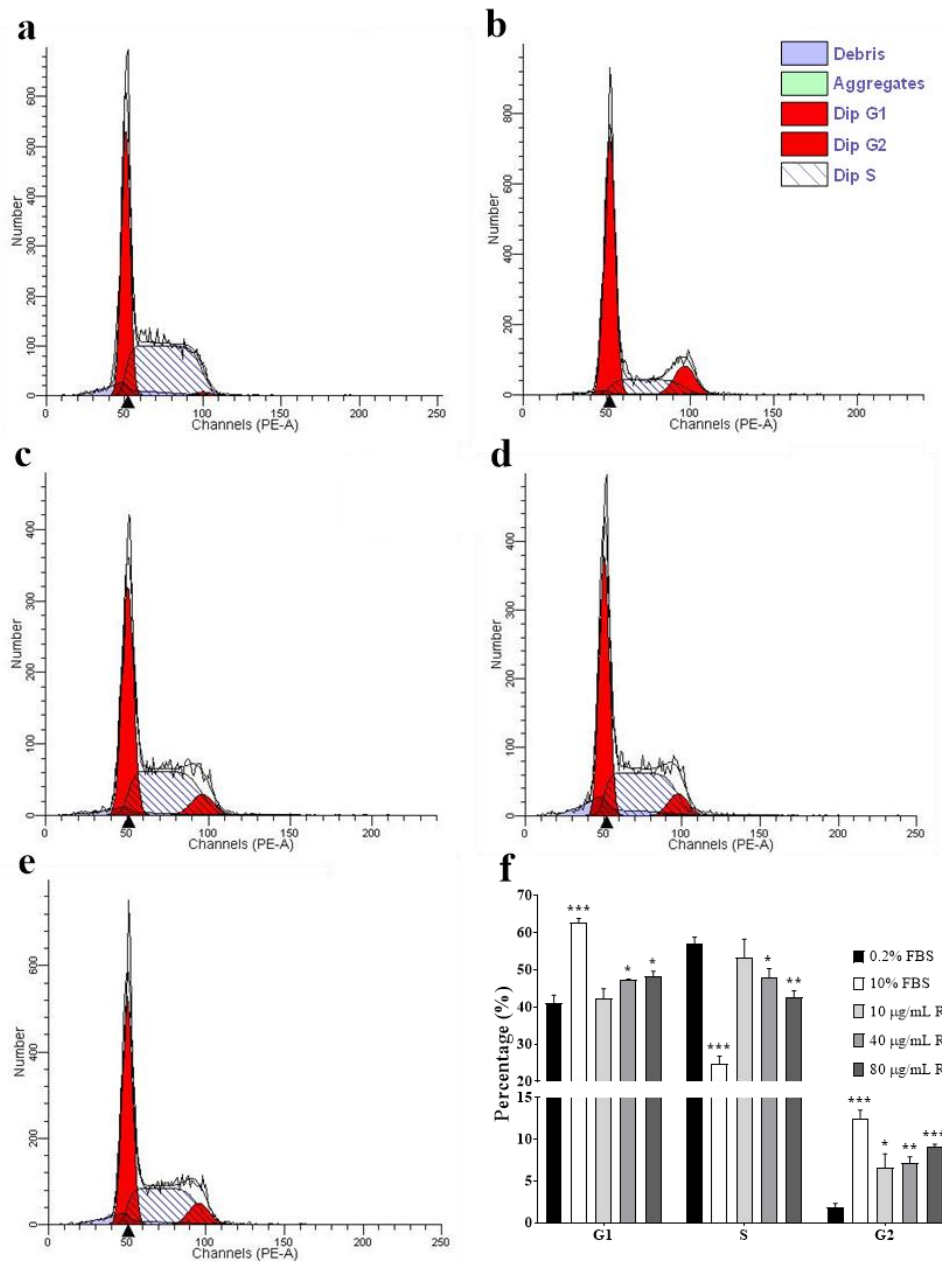 a
600
500
400
300
200
100
0
Number
0 50 100 150 200 250
Channels (PE-A)
b
Debris
Aggregates
Dip G1
Dip G2
Dip S
800
600
400
200
0
Number
0 50 100 150 200 250
Channels (PE-A)
c
400
300
200
100
0
Number
0 50 100 150 200
Channels (PE-A)
d
400
300
200
100
0
Number
0 50 100 150 200 250
Channels (PE-A)
e
600
400
200
0
Number
0 50 100 150 200 250
Channels (PE-A)
f
70
60
50
40
30
20
15
10
5
0
Percentage (%)
***
*
*
***
*
**
***
*
**
***
0.2% FBS
10% FBS
10 μg/mL R
40 μg/mL R
80 μg/mL R
G1 S G2